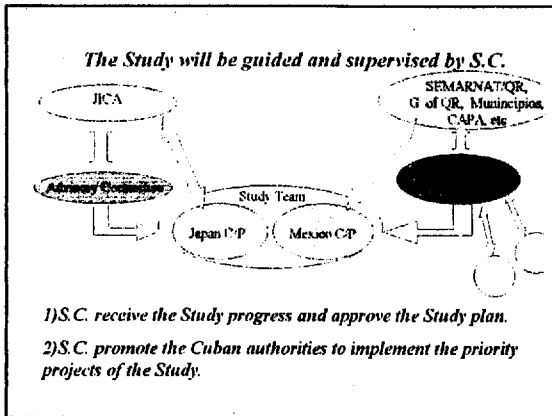 The Study will be guided and supervised by S.C.
JICA
SEMARNAT/QR,
G of QR, Munincipios,
CAPA, etc
Advisory Committee
Study Team
Japan C/P
Mexico C/P
1)S.C. receive the Study progress and approve the Study plan.
2)S.C. promote the Cuban authorities to implement the priority
projects of the Study.